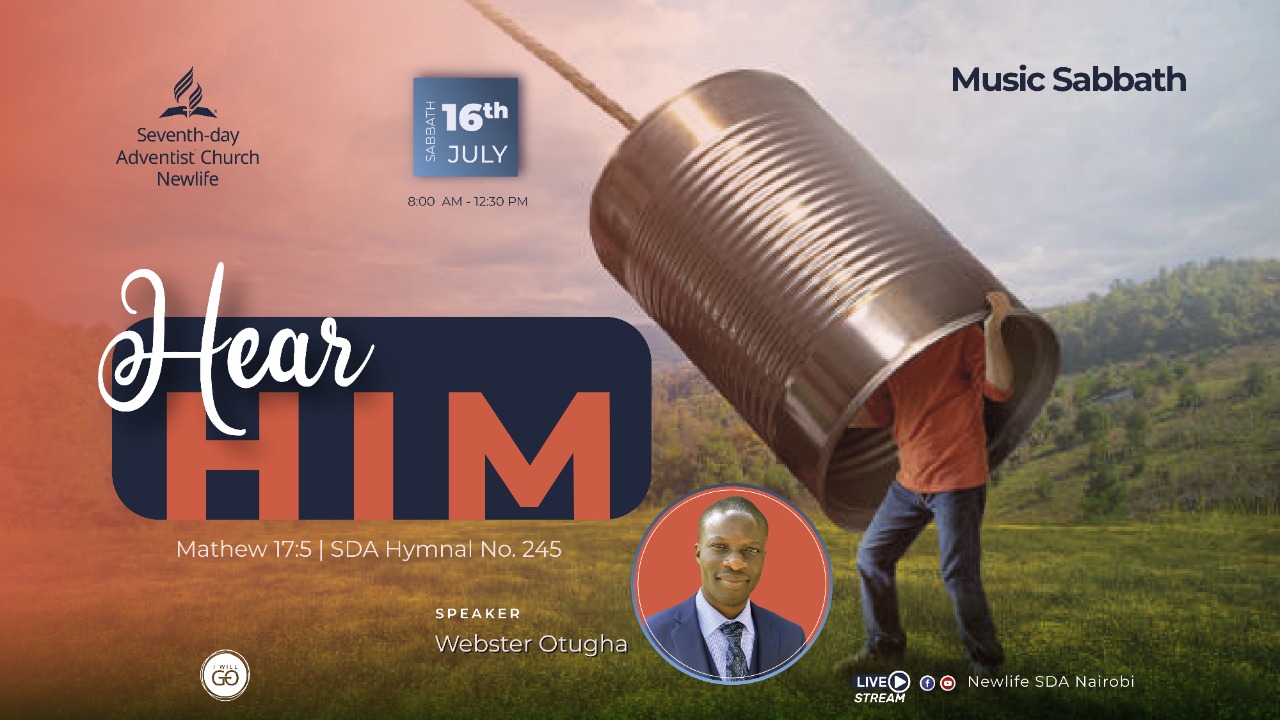 Seventh-day
Adventist Church
Newlife
SABBATH
16th
JULY
8:00 AM - 12:30 PM
Music Sabbath
Hear
HIM
Mathew 17:5 | SDA Hymnal No. 245
SPEAKER
Webster Otugha
I WILL
GO
LIVE
STREAM
Newlife SDA Nairobi